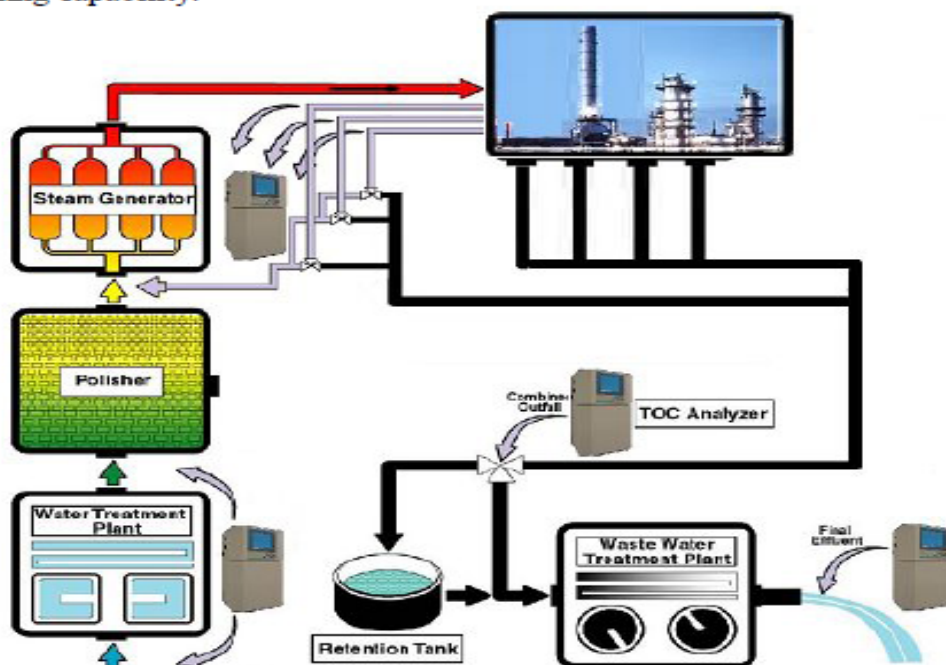 Steam Generator
Polisher
Combined
Outfall
TOC Analyzer
Water Treatment
Plant
Waste Water
Treatment Plant
Final
Effluent
Retention Tank